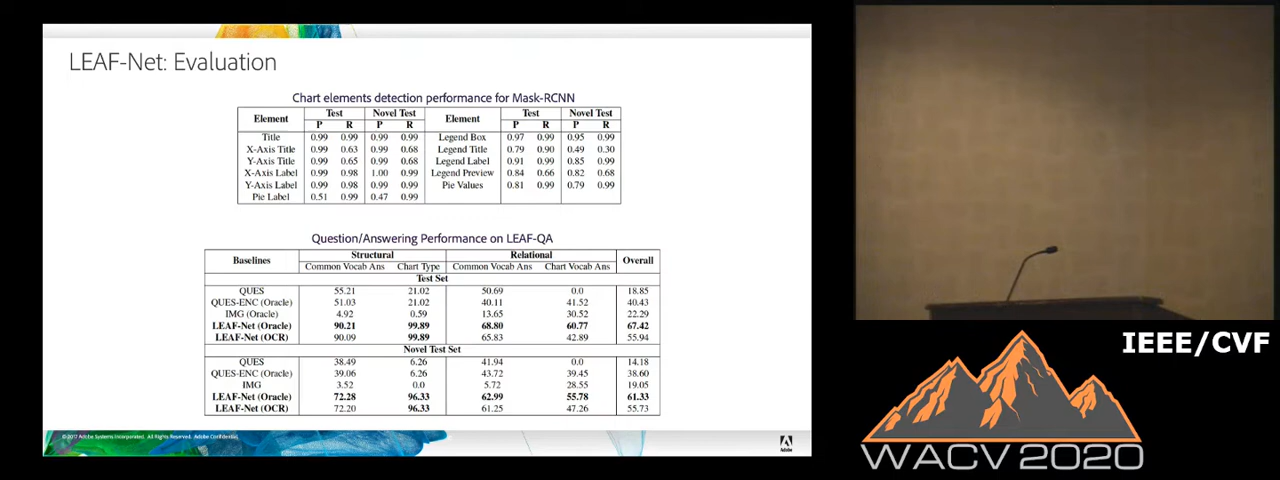 LEAF-Net: Evaluation
Chart elements detection performance for Mask-RCNN
Element Test Novel Test Element Test Novel Test
P R P R P R P R
Title 0.99 0.99 0.99 0.99 Legend Box 0.97 0.99 0.95 0.99
X-Axis Title 0.99 0.63 0.99 0.68 Legend Title 0.79 0.90 0.49 0.30
Y-Axis Title 0.99 0.65 0.99 0.68 Legend Label 0.91 0.99 0.85 0.99
X-Axis Label 0.99 0.98 1.00 0.99 Legend Preview 0.84 0.66 0.82 0.68
Y-Axis Label 0.99 0.98 0.99 0.99 Pie Values 0.81 0.99 0.79 0.99
Pie Label 0.51 0.99 0.47 0.99
Question/Answering Performance on LEAF-QA
Baselines Structural Relational Overall
Common Vocab Ans Chart Type Common Vocab Ans Chart Vocab Ans
Test Set
QUES 55.21 21.02 50.69 0.0 18.85
QUES-ENC (Oracle) 51.03 21.02 40.11 41.52 40.43
IMG (Oracle) 4.92 0.59 13.65 30.52 22.29
LEAF-Net (Oracle) 90.21 99.89 68.80 60.77 67.42
LEAF-Net (OCR) 90.09 99.89 65.83 42.89 55.94
Novel Test Set
QUES 38.49 6.26 41.94 0.0 14.18
QUES-ENC (Oracle) 39.06 6.26 43.72 39.45 38.60
IMG 3.52 0.0 5.72 28.55 19.05
LEAF-Net (Oracle) 72.28 96.33 62.99 55.78 61.33
LEAF-Net (OCR) 72.20 96.33 61.25 47.26 55.73
© 2017 Adobe Systems Incorporated. All Rights Reserved. Adobe Confidential.
Adobe
IEEE/CVF
WACV 2020